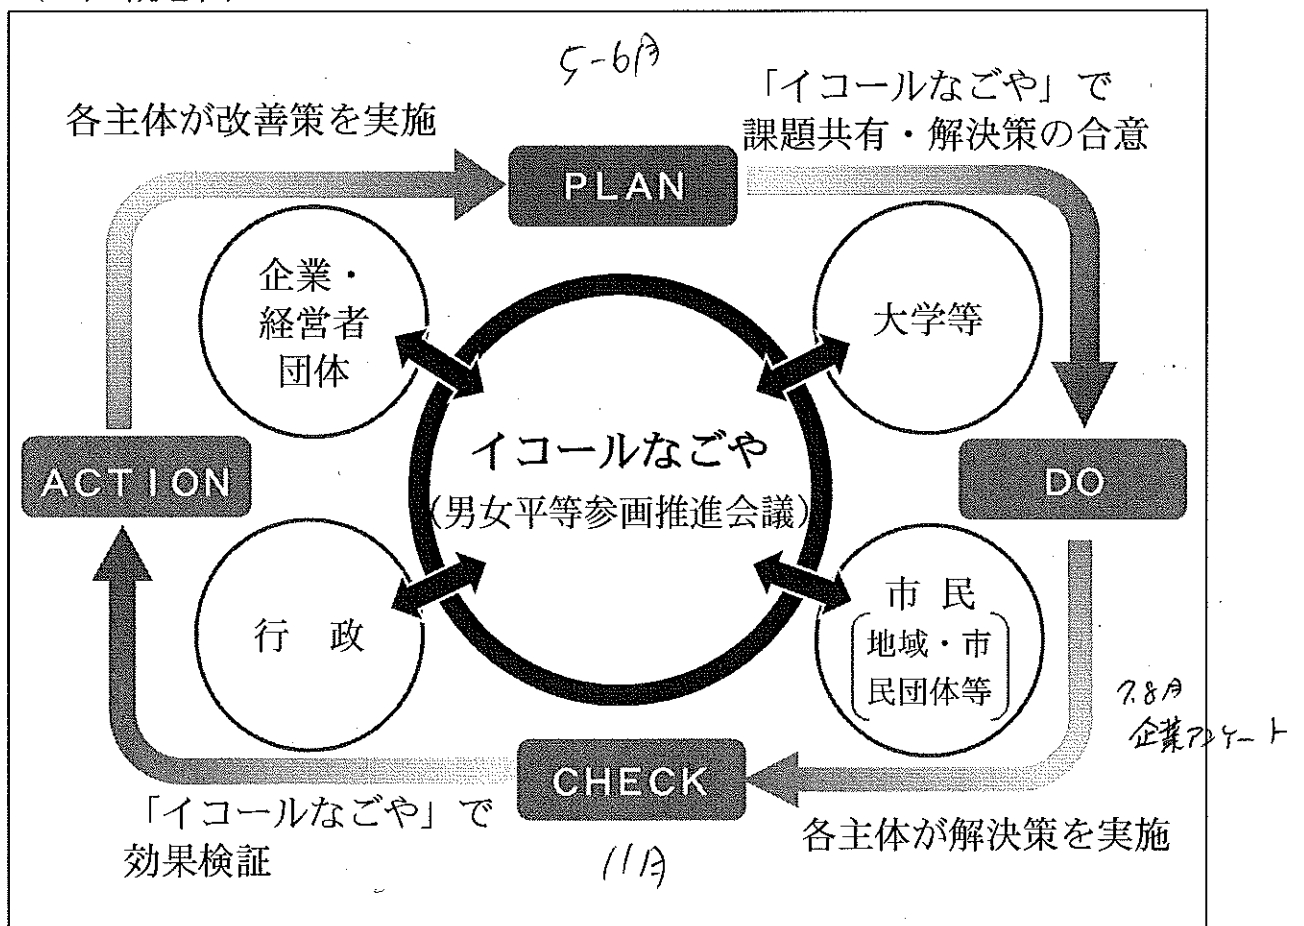 5-6月
各主体が改善策を実施
「イコールなごや」で
課題共有・解決策の合意
PLAN
企業・
経営者
団体
大学等
イコールなごや
(男女平等参画推進会議)
ACTION
DO
行 政
市 民
地域・市
民団体等
7.8月
企業アンケート
CHECK
「イコールなごや」で
効果検証
各主体が解決策を実施
11月